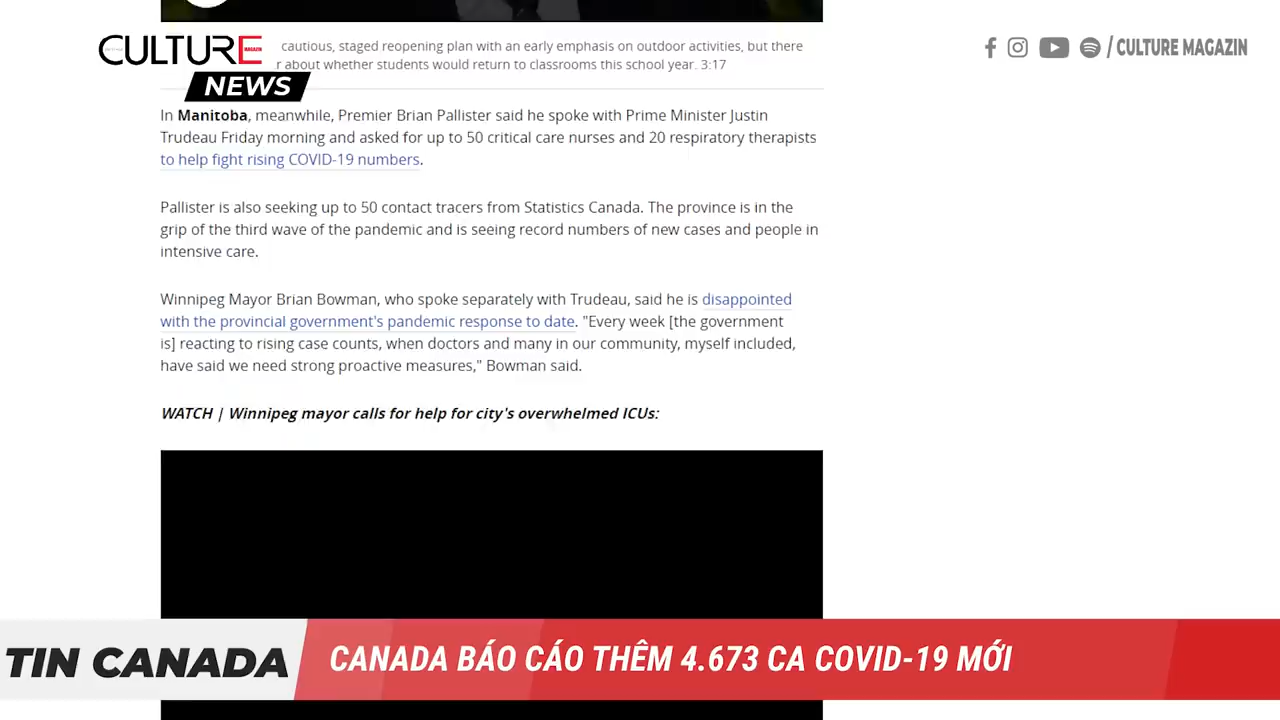 CULTURE
MAGAZIN
NEWS
/ CULTURE MAGAZIN
cautious, staged reopening plan with an early emphasis on outdoor activities, but there
r about whether students would return to classrooms this school year. 3:17
In Manitoba, meanwhile, Premier Brian Pallister said he spoke with Prime Minister Justin
Trudeau Friday morning and asked for up to 50 critical care nurses and 20 respiratory therapists
to help fight rising COVID-19 numbers.
Pallister is also seeking up to 50 contact tracers from Statistics Canada. The province is in the
grip of the third wave of the pandemic and is seeing record numbers of new cases and people in
intensive care.
Winnipeg Mayor Brian Bowman, who spoke separately with Trudeau, said he is disappointed
with the provincial government's pandemic response to date. "Every week [the government
is] reacting to rising case counts, when doctors and many in our community, myself included,
have said we need strong proactive measures," Bowman said.
WATCH | Winnipeg mayor calls for help for city's overwhelmed ICUs:
TIN CANADA
CANADA BÁO CÁO THÊM 4.673 CA COVID-19 MỚI